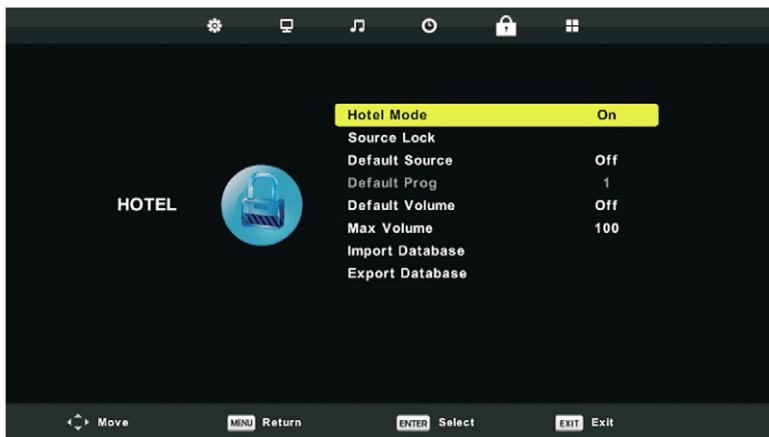 Hotel Mode On
Source Lock
Default Source Off
Default Prog 1
HOTEL
Default Volume Off
Max Volume 100
Import Database
Export Database
Move MENU Return ENTER Select EXIT Exit